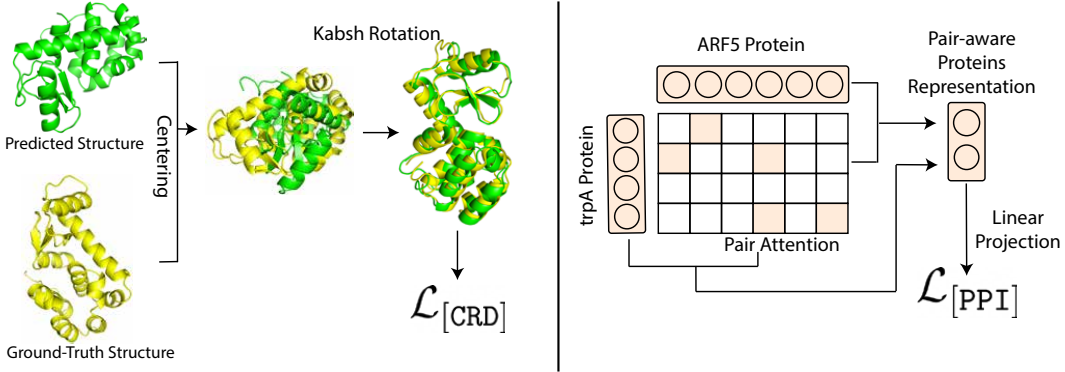 Kabsh Rotation
Predicted Structure
Centering
Ground-Truth Structure
ℒ[CRD]
ARF5 Protein
trpA Protein
Pair Attention
Pair-aware
Proteins
Representation
Linear
Projection
ℒ[PPI]